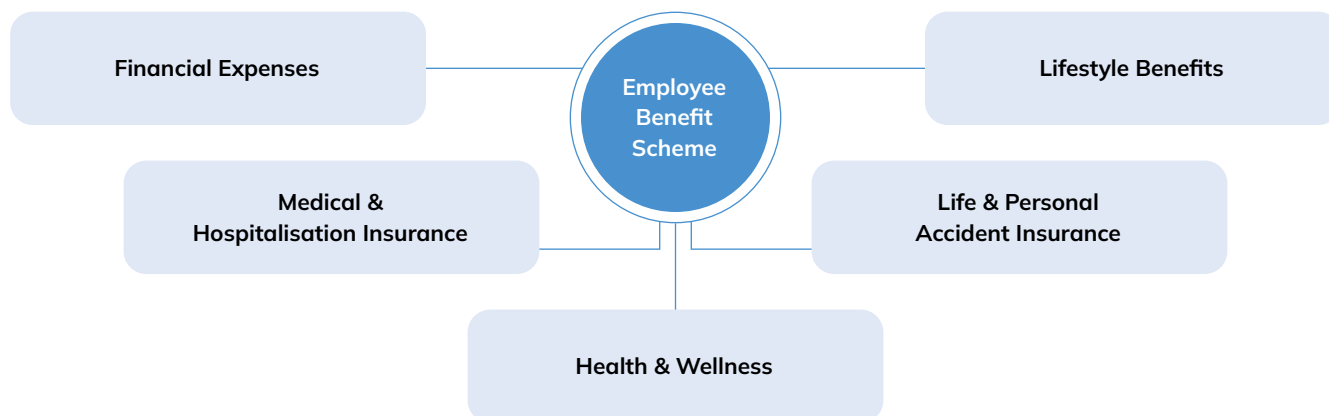 Financial Expenses
Employee
Benefit
Scheme
Lifestyle Benefits
Medical &
Hospitalisation Insurance
Life & Personal
Accident Insurance
Health & Wellness